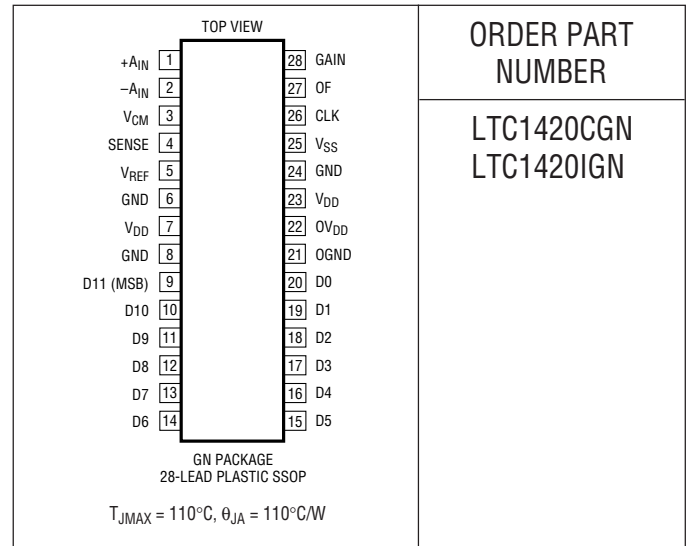 TOP VIEW
+AIN 1
–AIN 2
VCM 3
SENSE 4
VREF 5
GND 6
VDD 7
GND 8
D11 (MSB) 9
D10 10
D9 11
D8 12
D7 13
D6 14
28 GAIN
27 OF
26 CLK
25 VSS
24 GND
23 VDD
22 OVDD
21 OGND
20 D0
19 D1
18 D2
17 D3
16 D4
15 D5
GN PACKAGE
28-LEAD PLASTIC SSOP
TJMAX = 110°C, θJA = 110°C/W
ORDER PART
NUMBER
LTC1420CGN
LTC1420IGN